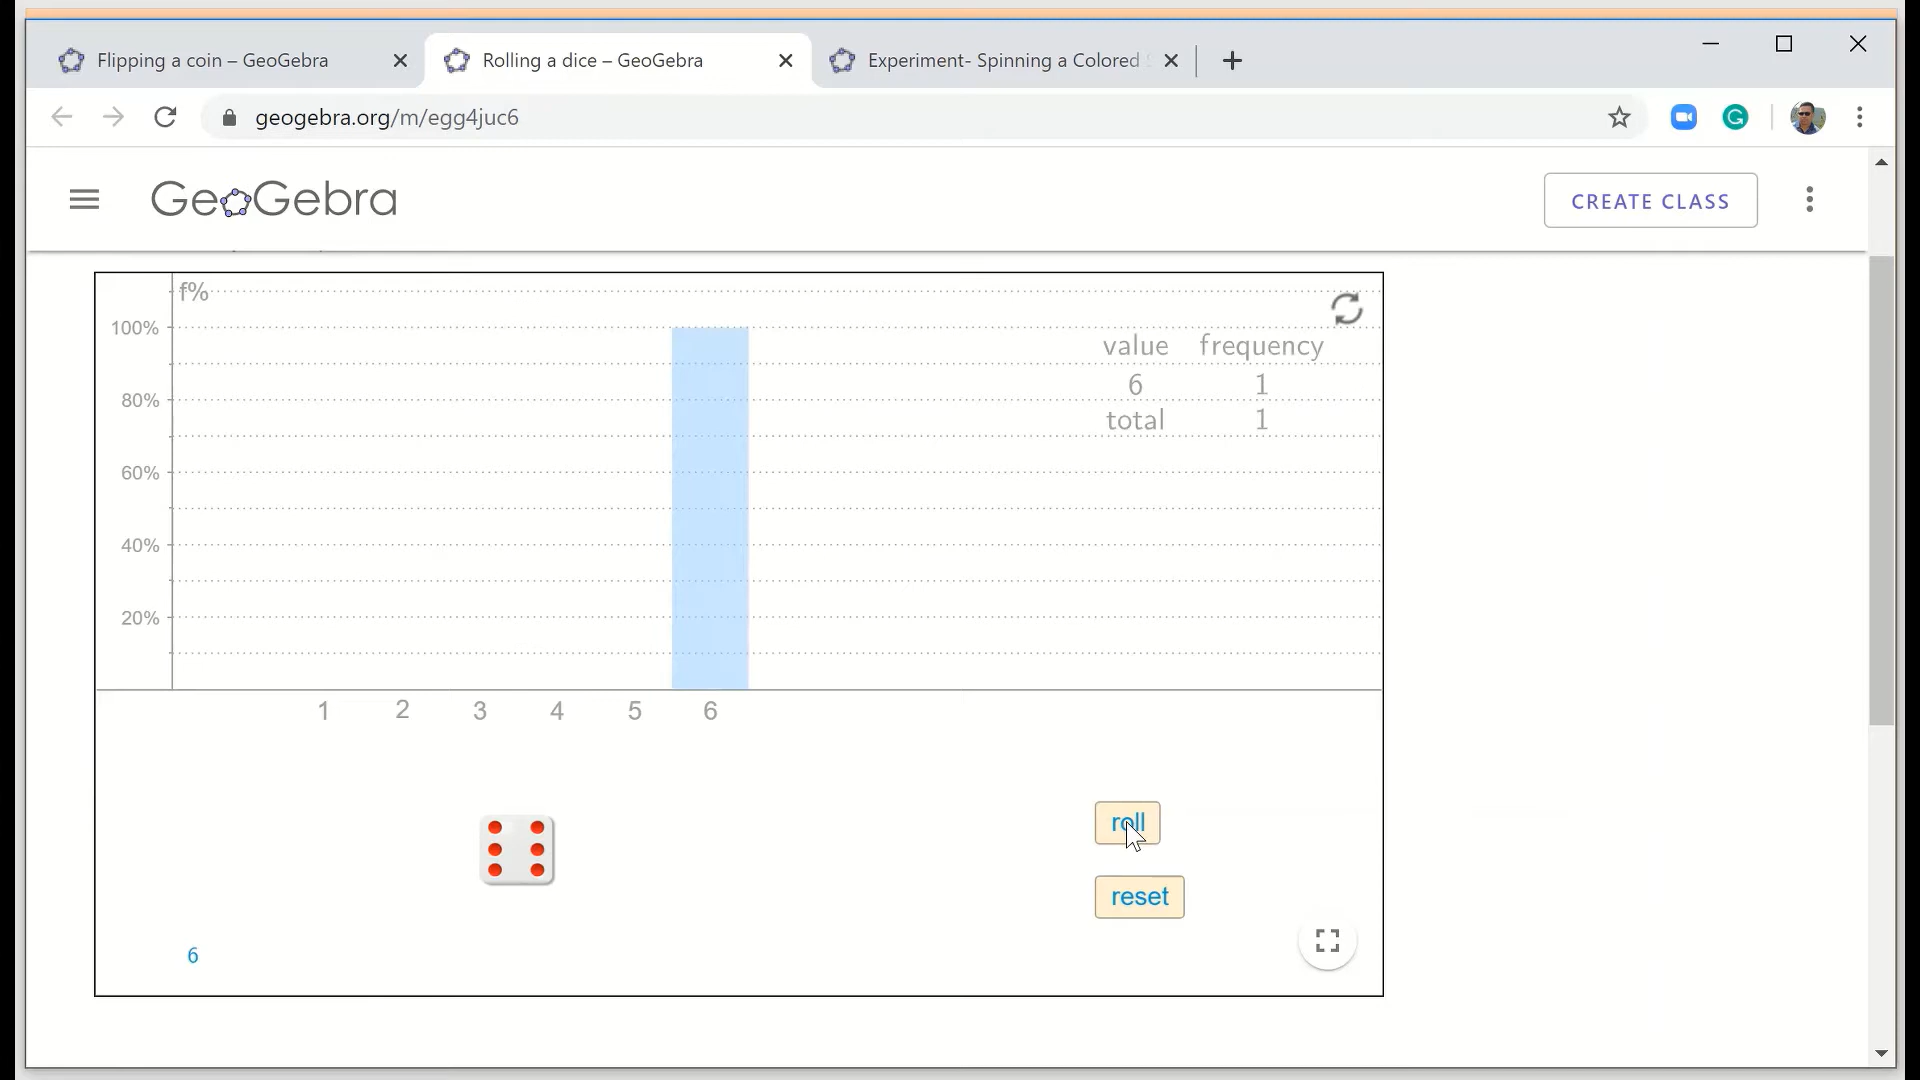 Flipping a coin – GeoGebra
Rolling a dice – GeoGebra
Experiment- Spinning a Colored
geogebra.org/m/egg4juc6
GeoGebra
CREATE CLASS
f%
100%
80%
60%
40%
20%
value frequency
6 1
total 1
1 2 3 4 5 6
roll
reset
6